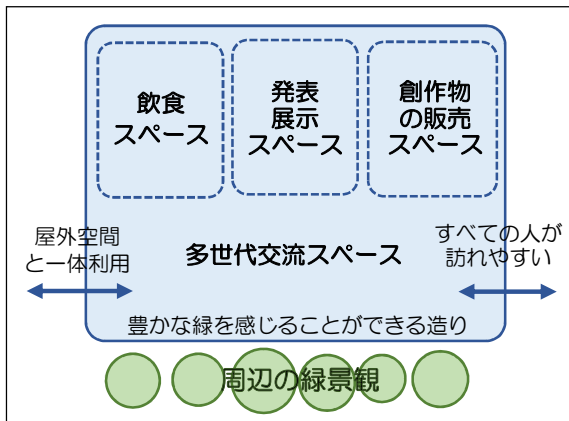 飲食
スペース
発表
展示
スペース
創作物
の販売
スペース
屋外空間
と一体利用
多世代交流スペース
すべての人が
訪れやすい
豊かな緑を感じることができる造り
周辺の緑景観